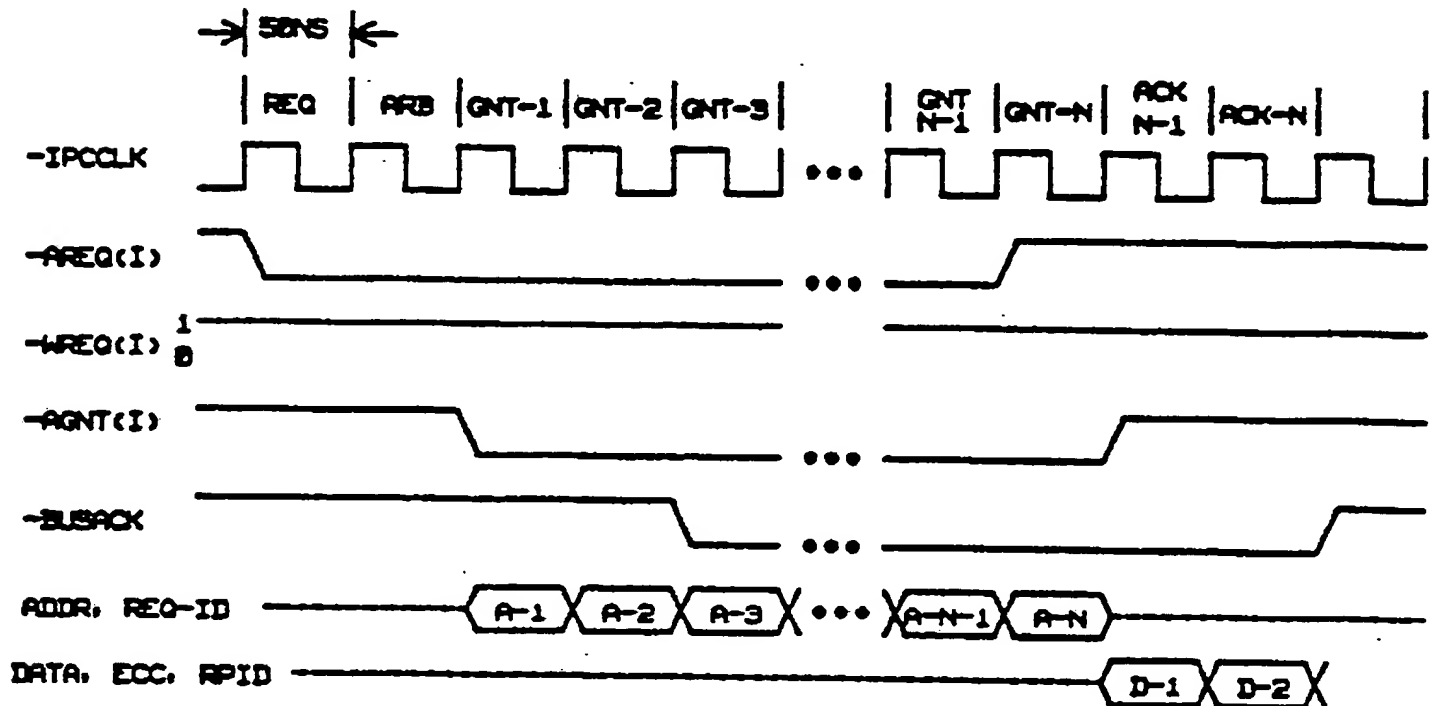 50NS
REQ ARB GNT-1 GNT-2 GNT-3 GNT N-1 GNT-N ACK N-1 ACK-N
-IPCCLK
-AREQ(I)
-WREQ(I) 1 0
-AGNT(I)
-BUSACK
ADDR, REQ-ID A-1 A-2 A-3 A-N-1 A-N
DATA, ECC, RPID D-1 D-2